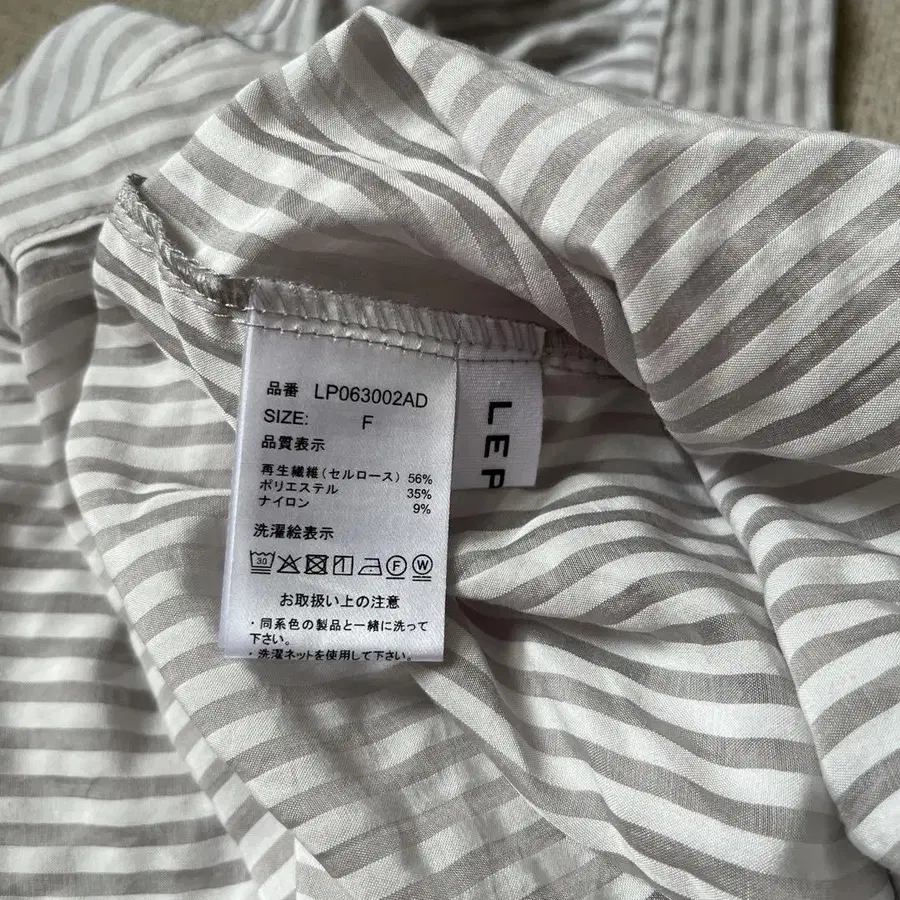 品番 LP063002AD
SIZE: F
品質表示
再生繊維(セルロース) 56%
ポリエステル 35%
ナイロン 9%
洗濯絵表示
30
F W
お取扱い上の注意
・同系色の製品と一緒に洗って
下さい。
・洗濯ネットを使用して下さい。
LEP